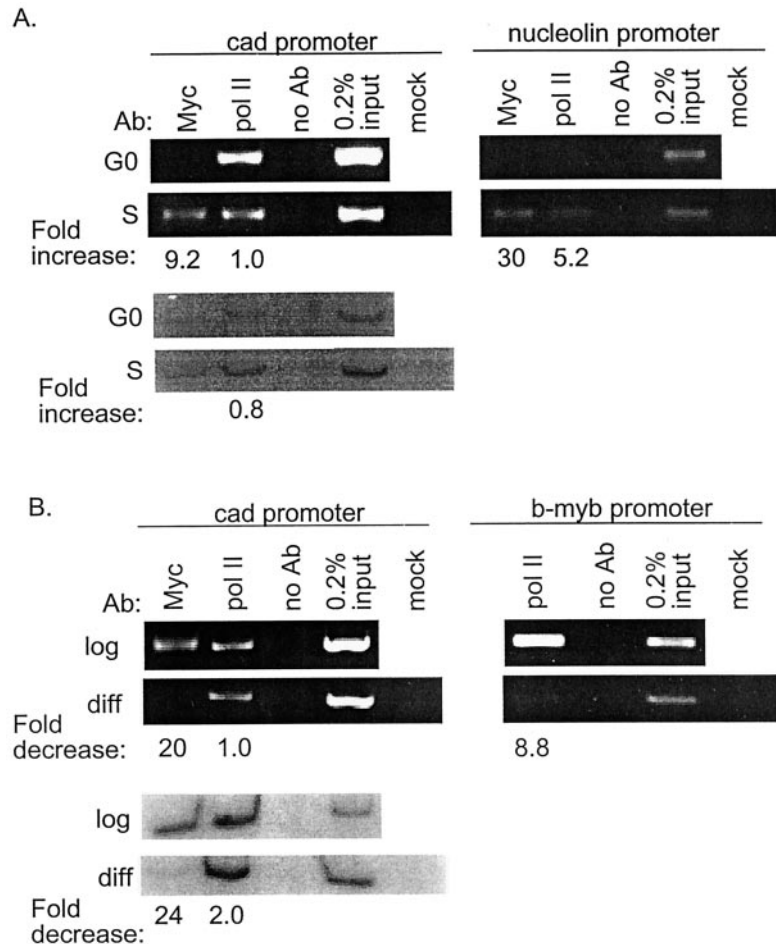 A.
cad promoter
nucleolin promoter
Ab:
Myc
pol II
no Ab
0.2%
input
mock
Myc
pol II
no Ab
0.2%
input
mock
G0
S
Fold
increase:
9.2 1.0
30 5.2
G0
S
Fold
increase:
0.8
B.
cad promoter
b-myb promoter
Ab:
Myc
pol II
no Ab
0.2%
input
mock
pol II
no Ab
0.2%
input
mock
log
diff
Fold
decrease:
20 1.0
8.8
log
diff
Fold
decrease:
24 2.0